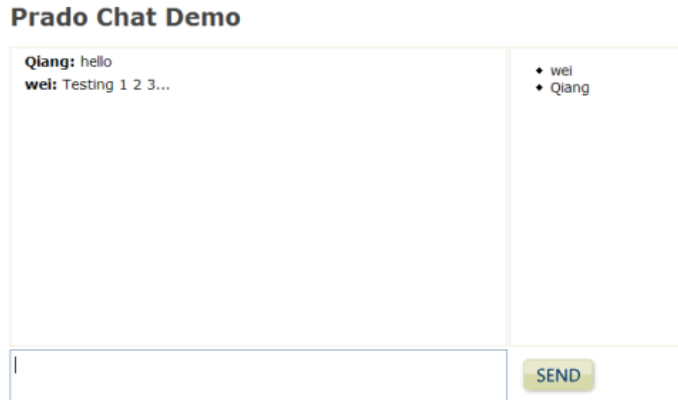 Prado Chat Demo
Qiang: hello
wei: Testing 1 2 3...
wei
Qiang
SEND